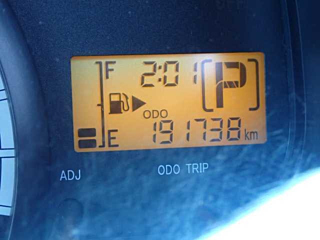 F 2:01 P
ODO
E 191738 km
ADJ ODO TRIP